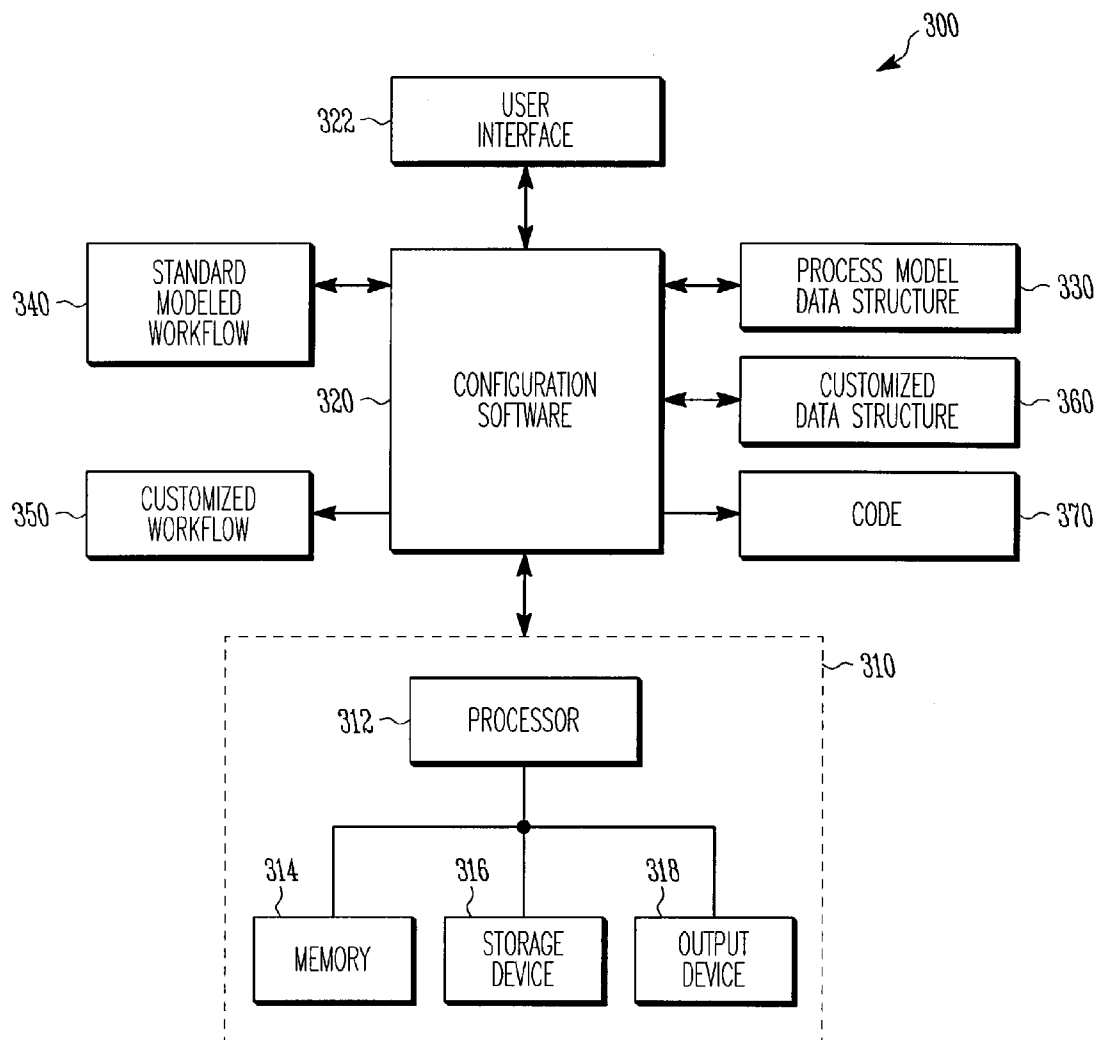 300
USER
INTERFACE
322
STANDARD
MODELED
WORKFLOW
340
PROCESS MODEL
DATA STRUCTURE
330
CONFIGURATION
SOFTWARE
320
CUSTOMIZED
DATA STRUCTURE
360
CUSTOMIZED
WORKFLOW
350
CODE
370
310
PROCESSOR
312
314
MEMORY
316
STORAGE
DEVICE
318
OUTPUT
DEVICE